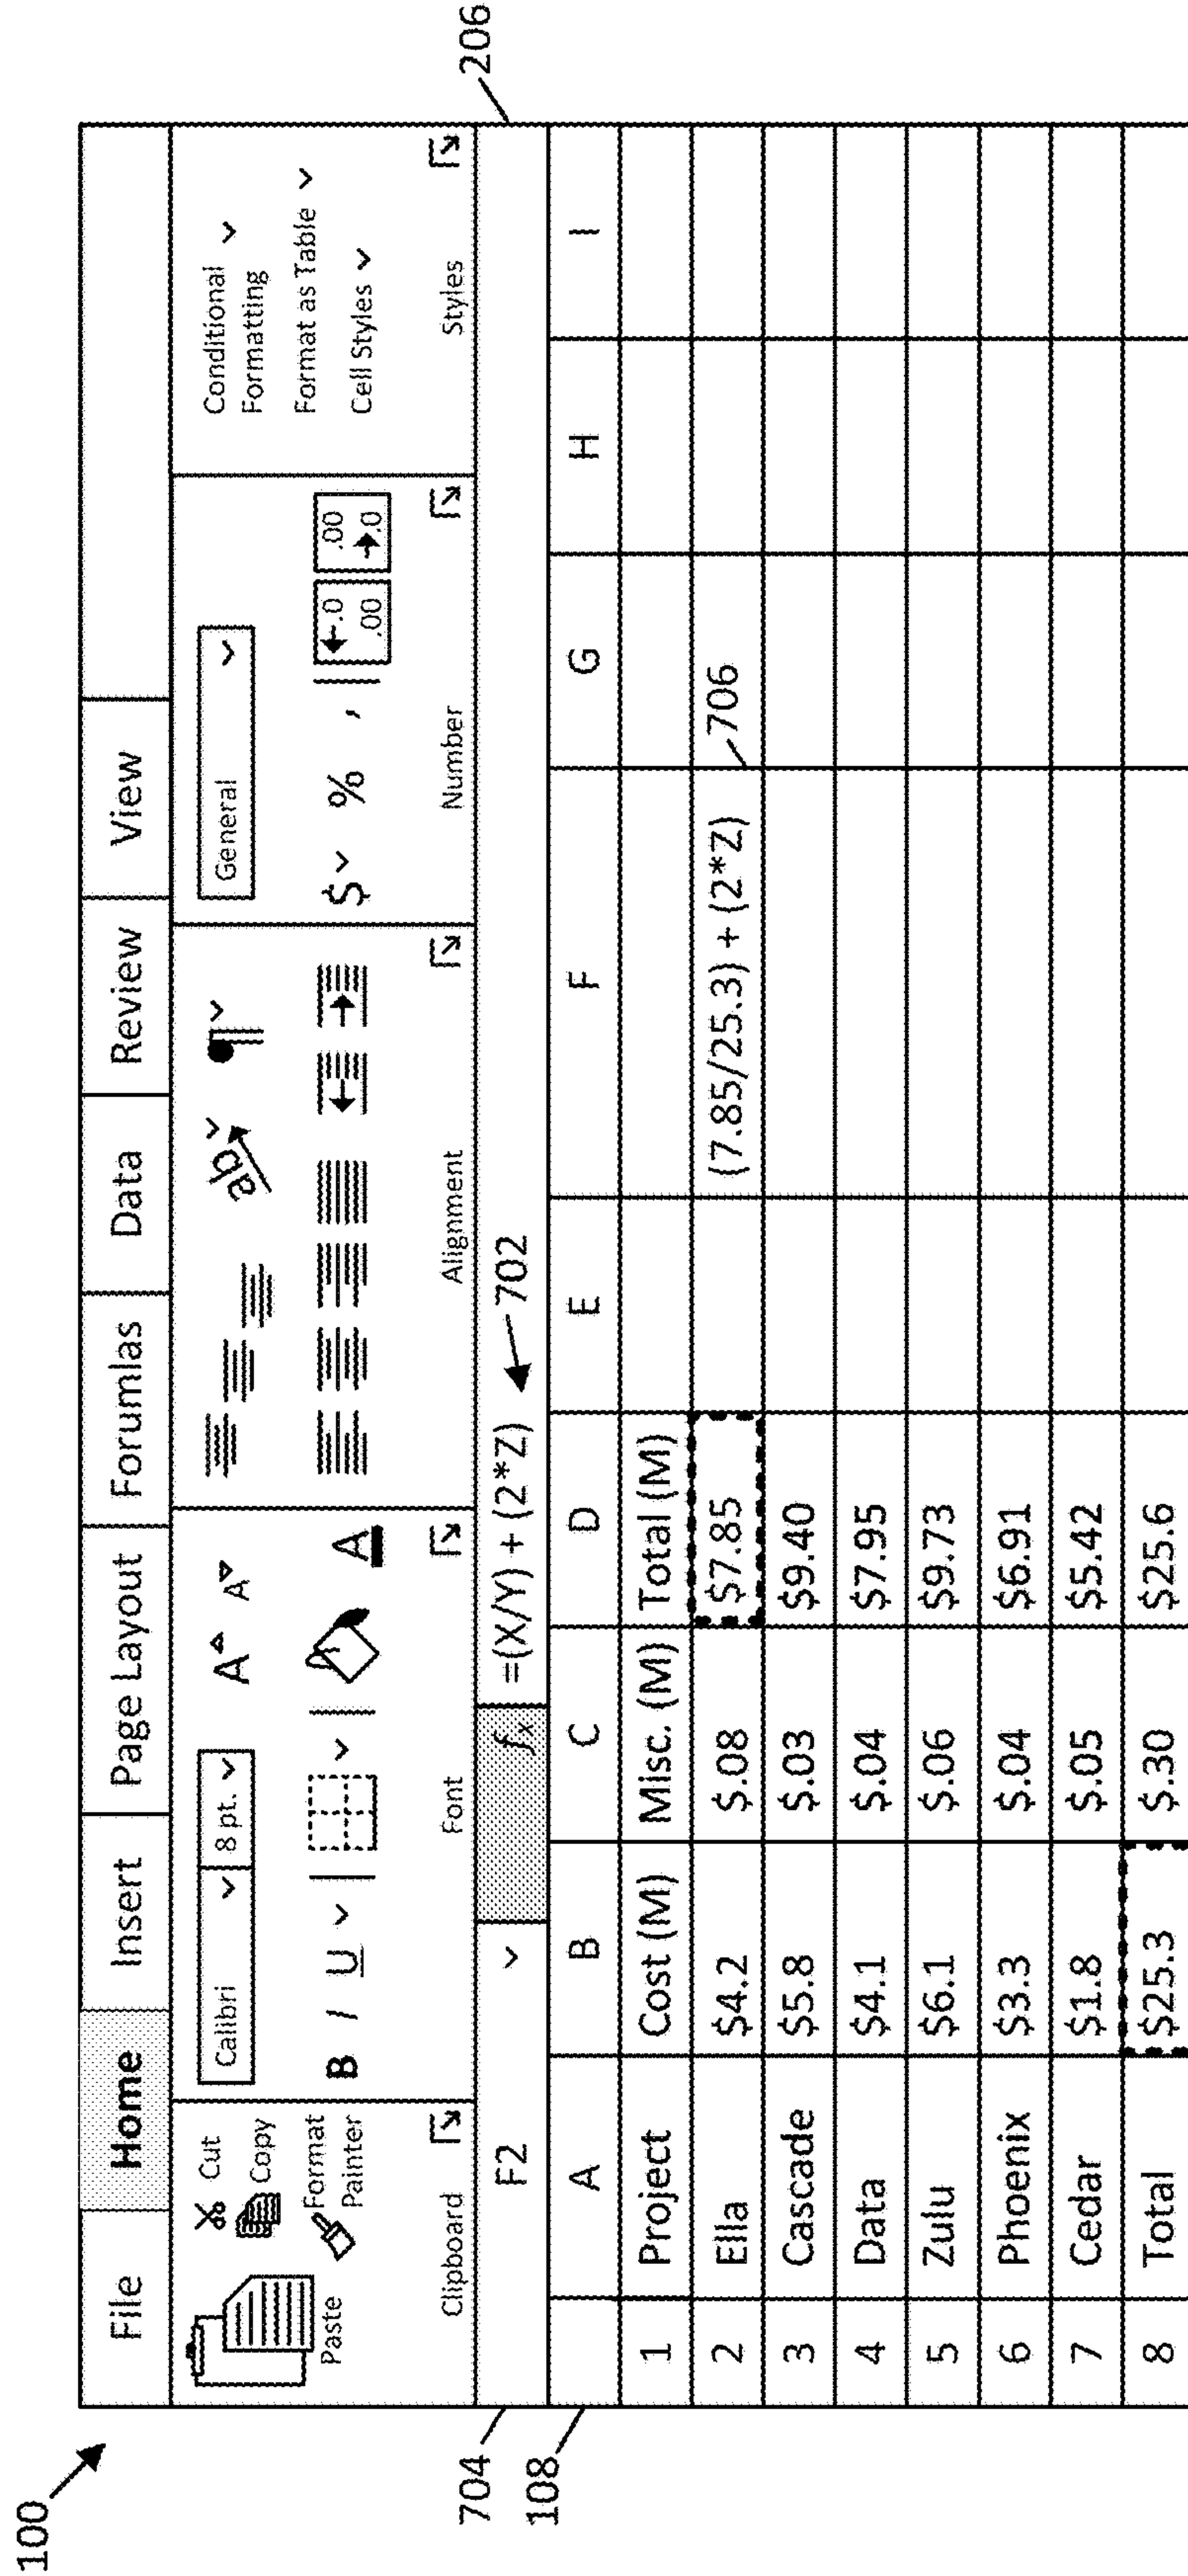 100
File Home Insert Page Layout Forumlas Data Review View
Paste
Cut
Copy
Format
Painter
Clipboard
Calibri 8 pt. A A
B I U A
Font
ab
Alignment
General
$ % ,
.0 .00
.00 .0
Number
Conditional
Formatting
Format as Table
Cell Styles
Styles
704
F2 fx =(X/Y) + (2*Z) 702
206
108
A B C D E F G H I
1 Project Cost (M) Misc. (M) Total (M)
2 Ella $4.2 $.08 $7.85 (7.85/25.3) + (2*Z) 706
3 Cascade $5.8 $.03 $9.40
4 Data $4.1 $.04 $7.95
5 Zulu $6.1 $.06 $9.73
6 Phoenix $3.3 $.04 $6.91
7 Cedar $1.8 $.05 $5.42
8 Total $25.3 $.30 $25.6